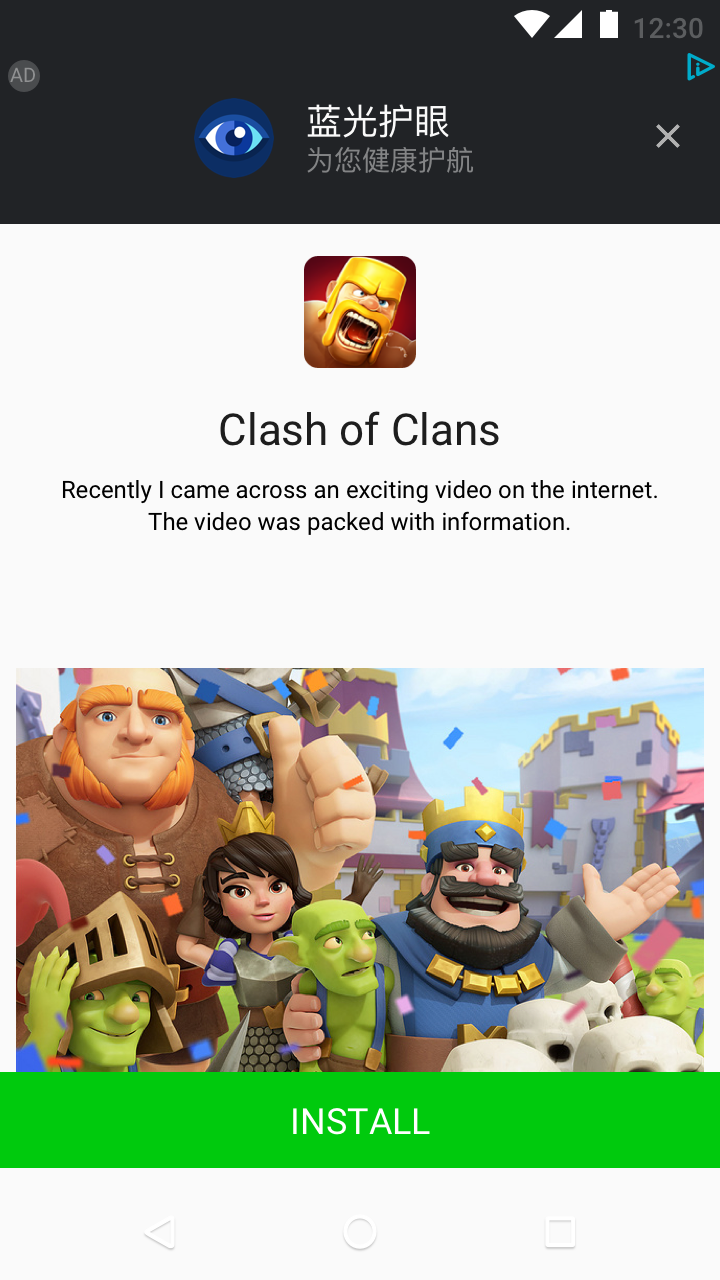 12:30
AD
蓝光护眼
为您健康护航
Clash of Clans
Recently I came across an exciting video on the internet.
The video was packed with information.
INSTALL